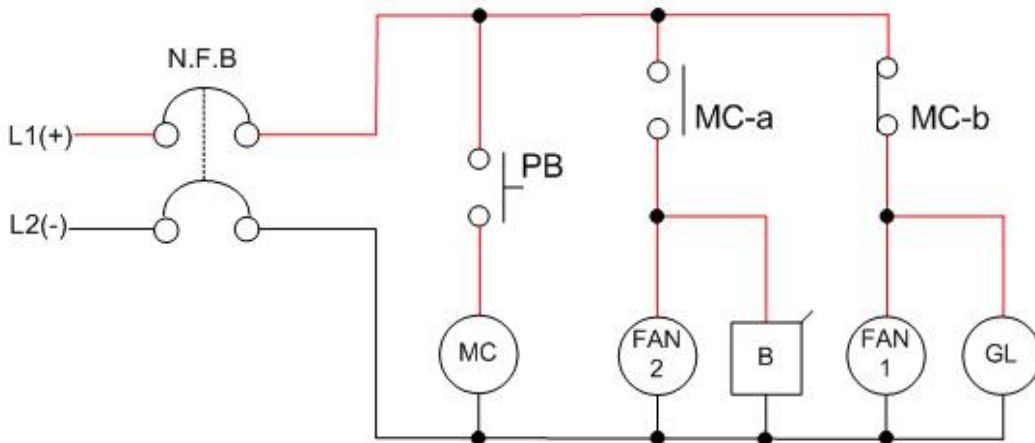 N.F.B
L1(+)
L2(-)
PB
MC-a
MC-b
MC
FAN
2
B
FAN
1
GL